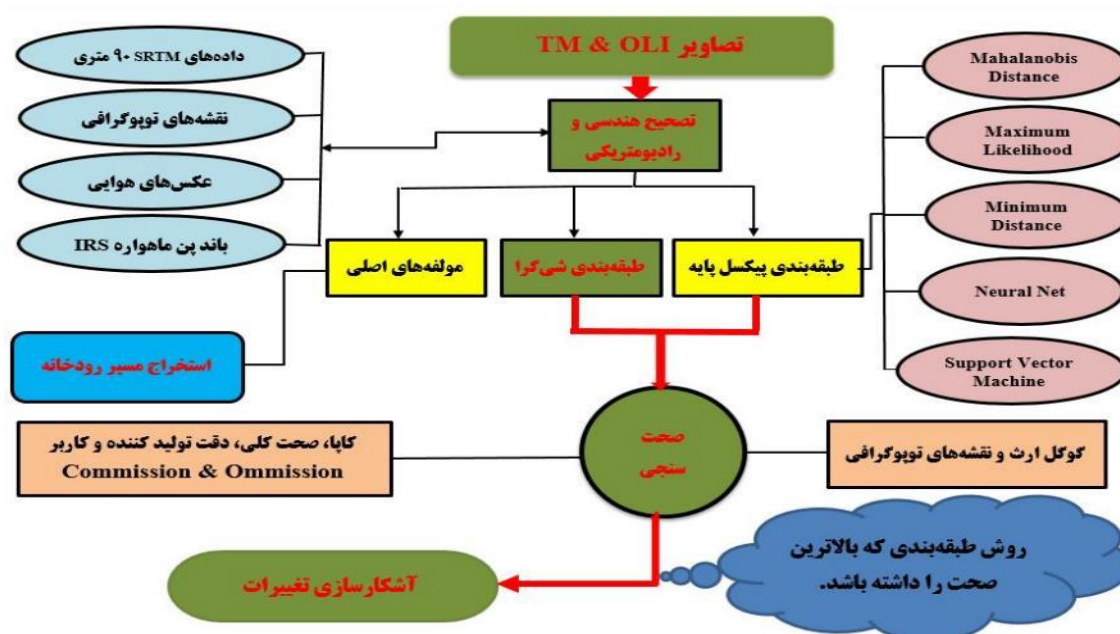 تصاویر TM & OLI
داده‌های SRTM ۹۰ متری
نقشه‌های توپوگرافی
عکس‌های هوایی
باند پن ماهواره IRS
تصحیح هندسی و
رادیومتریکی
Mahalanobis
Distance
Maximum
Likelihood
Minimum
Distance
Neural Net
Support Vector
Machine
مولفه‌های اصلی
طبقه‌بندی شی‌گرا
طبقه‌بندی پیکسل پایه
استخراج مسیر رودخانه
صحت
سنجی
کاپا، صحت کلی، دقت تولید کننده و کاربر
Commission & Ommission
گوگل ارث و نقشه‌های توپوگرافی
روش طبقه‌بندی که بالاترین
صحت را داشته باشد.
آشکارسازی تغییرات